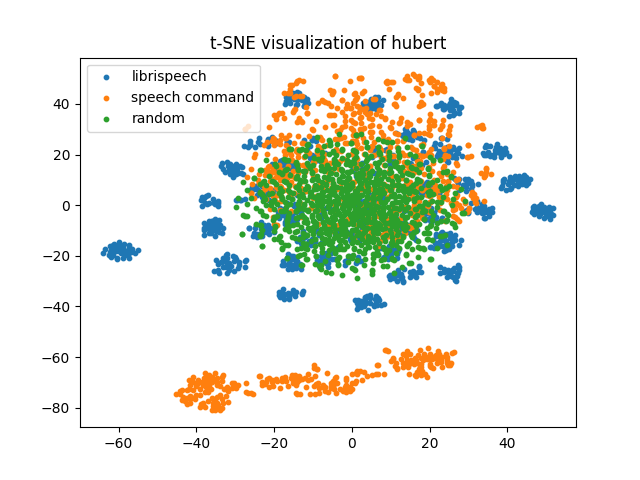 t-SNE visualization of hubert
librispeech
speech command
random
40
20
0
−20
−40
−60
−80
−60 −40 −20 0 20 40